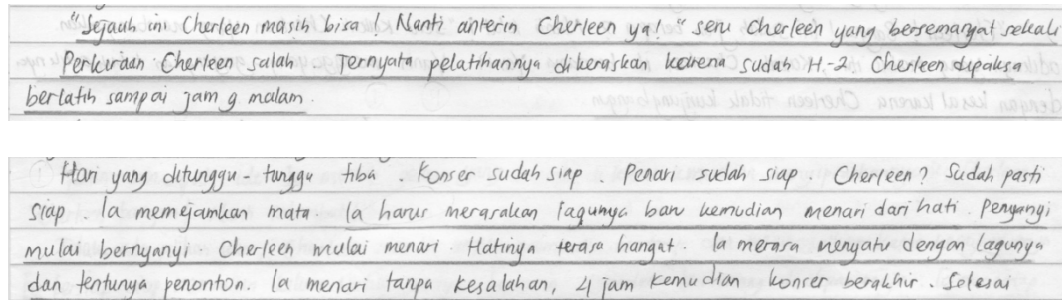 "Sejauh ini Cherleen masih bisa! Nanti anterin Cherleen ya!" seru Cherleen yang bersemangat sekali
Perkiraan Cherleen salah. Ternyata pelatihannya dikeraskan karena sudah H-2 Cherleen dipaksa
berlatih sampai jam 9 malam.
Hari yang ditunggu-tunggu tiba. Konser sudah siap. Penari sudah siap. Cherleen? Sudah pasti
siap. Ia memejamkan mata. Ia harus merasakan lagunya baru kemudian menari dari hati. Penyanyi
mulai bernyanyi Cherleen mulai menari Hatinya terasa hangat. Ia merasa menyatu dengan lagunya
dan tentunya penonton. Ia menari tanpa kesalahan, 4 jam kemudian konser berakhir. Selesai